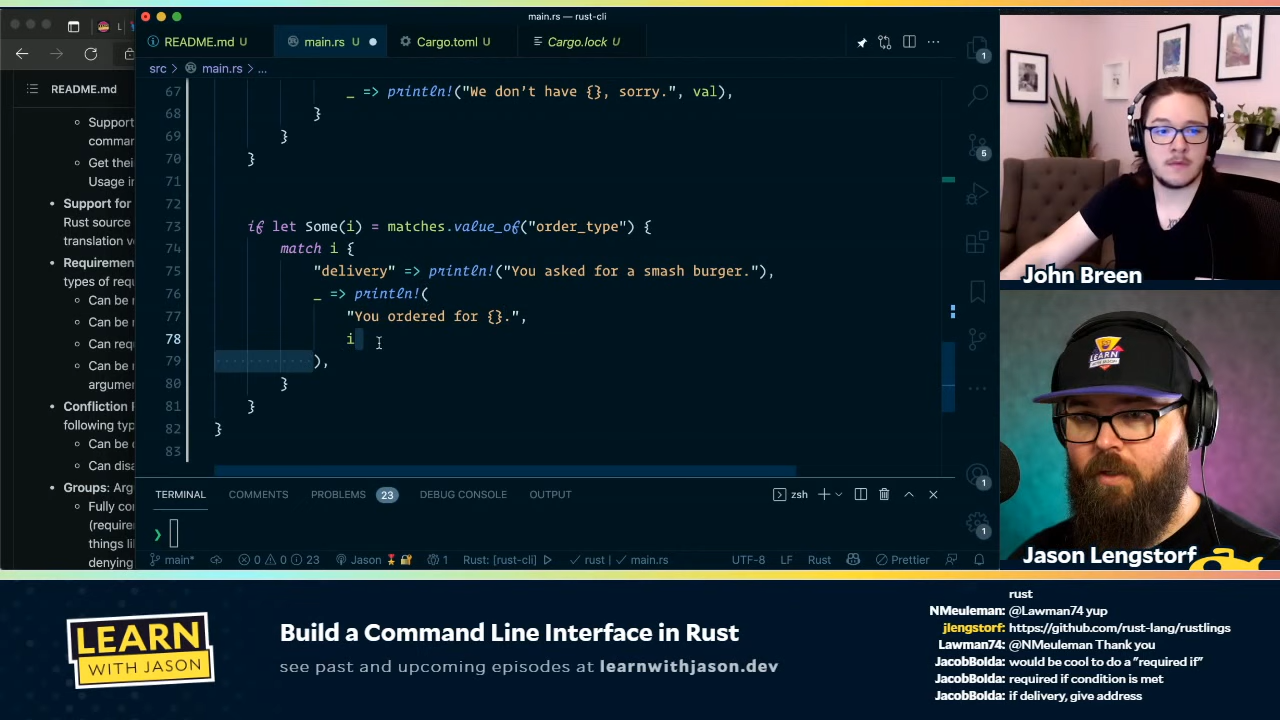 main.rs — rust-cli
README.md U
main.rs U
Cargo.toml U
Cargo.lock U
src > main.rs > ...
README.md
Support
comman
Get thei
Usage in
Support for
Rust source
translation v
Requiremen
types of requ
Can be r
Can be r
Can requ
Can be r
argumen
Confliction
following typ
Can be d
Can disa
Groups: Arg
Fully con
(require
things lik
denying
67 _ => println!("We don't have {}, sorry.", val),
68 }
69 }
70 }
71
72
73 if let Some(i) = matches.value_of("order_type") {
74 match i {
75 "delivery" => println!("You asked for a smash burger."),
76 _ => println!(
77 "You ordered for {}.",
78 i
79 ),
80 }
81 }
82 }
83
1
5
1
1
TERMINAL COMMENTS PROBLEMS 23 DEBUG CONSOLE OUTPUT
zsh
❯
main* 0 0 23 Jason 1 Rust: [rust-cli] ✓ rust | ✓ main.rs UTF-8 LF Rust Prettier
John Breen
LEARN
Jason Lengstorf
LEARN
WITH JASON
Build a Command Line Interface in Rust
see past and upcoming episodes at learnwithjason.dev
rust
NMeuleman: @Lawman74 yup
jlengstorf: https://github.com/rust-lang/rustlings
Lawman74: @NMeuleman Thank you
JacobBolda: would be cool to do a "required if"
JacobBolda: required if condition is met
JacobBolda: if delivery, give address